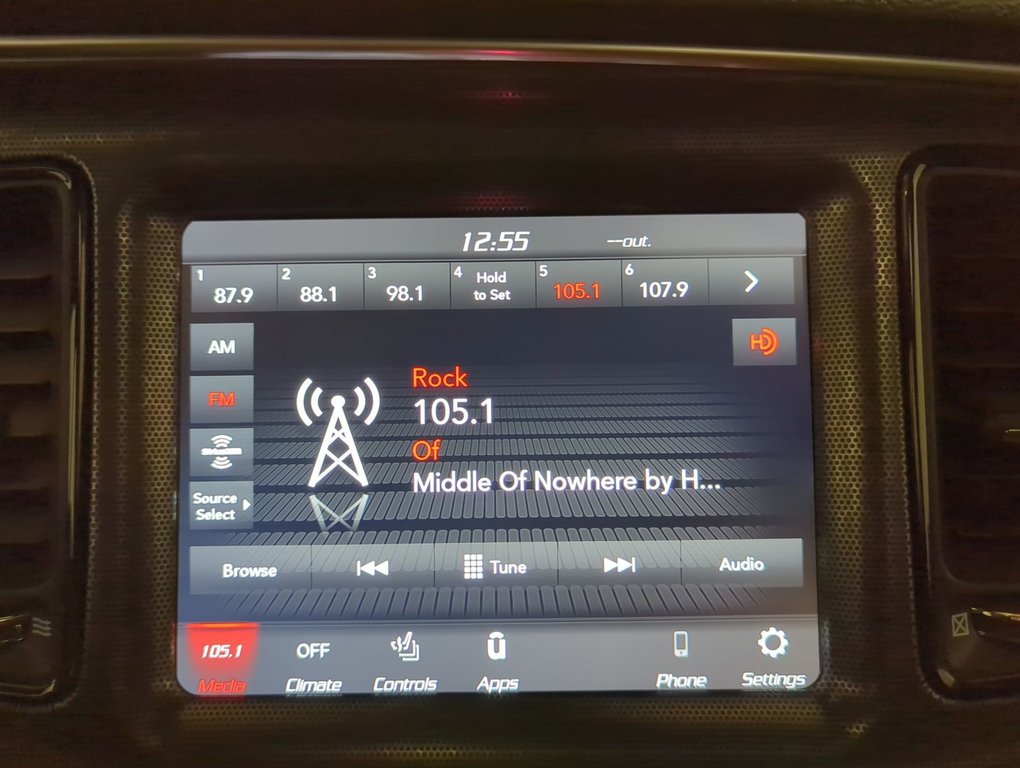 12:55 --out.
1 87.9
2 88.1
3 98.1
4 Hold
to Set
5 105.1
6 107.9
AM
HD
FM
Rock
105.1
Of
Middle Of Nowhere by H...
Source
Select
Browse Tune Audio
105.1 OFF
Media Climate Controls Apps Phone Settings